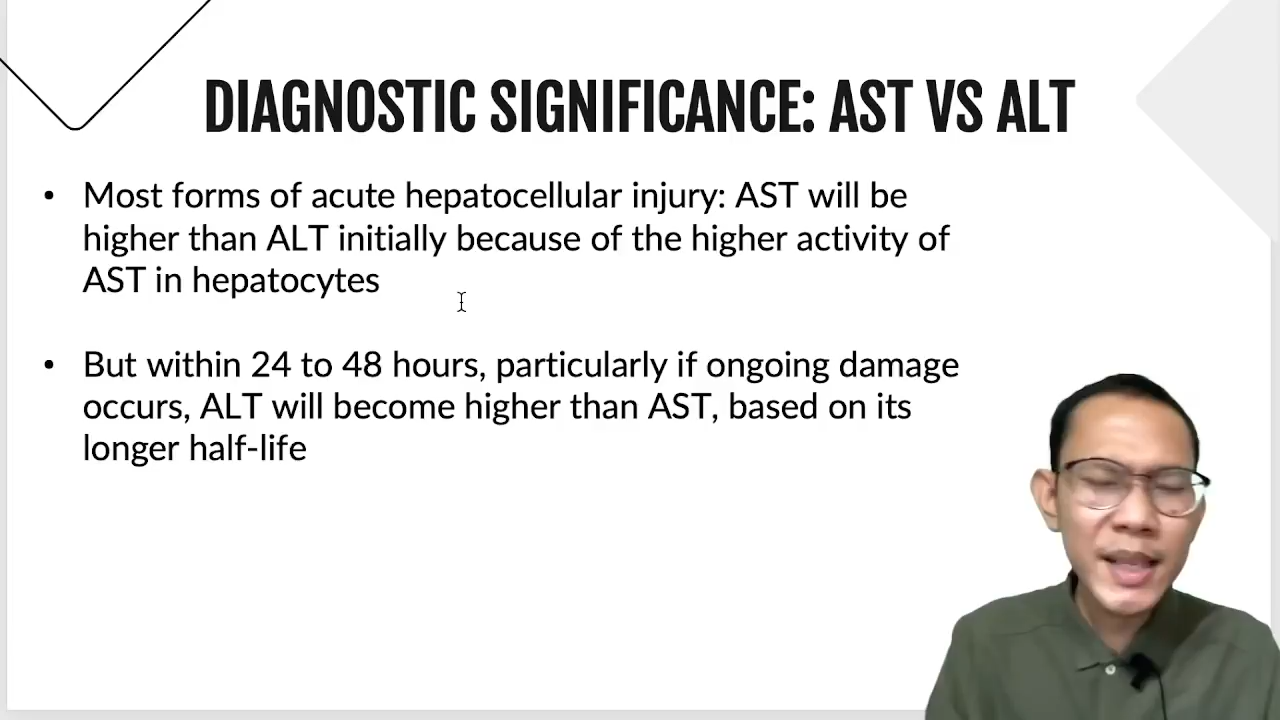 DIAGNOSTIC SIGNIFICANCE: AST VS ALT
• Most forms of acute hepatocellular injury: AST will be
higher than ALT initially because of the higher activity of
AST in hepatocytes
• But within 24 to 48 hours, particularly if ongoing damage
occurs, ALT will become higher than AST, based on its
longer half-life